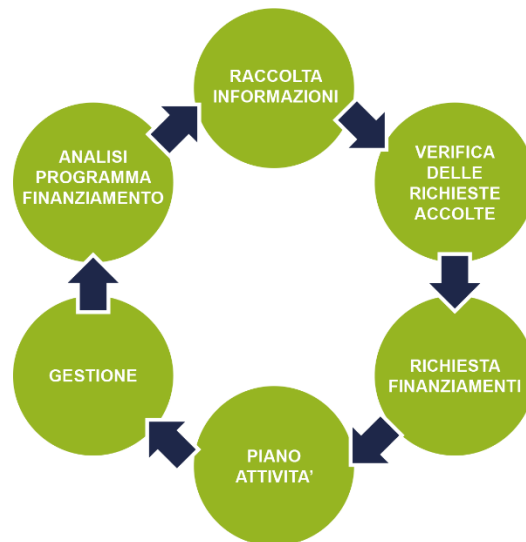 RACCOLTA
INFORMAZIONI
VERIFICA
DELLE
RICHIESTE
ACCOLTE
RICHIESTA
FINANZIAMENTI
PIANO
ATTIVITA’
GESTIONE
ANALISI
PROGRAMMA
FINANZIAMENTO